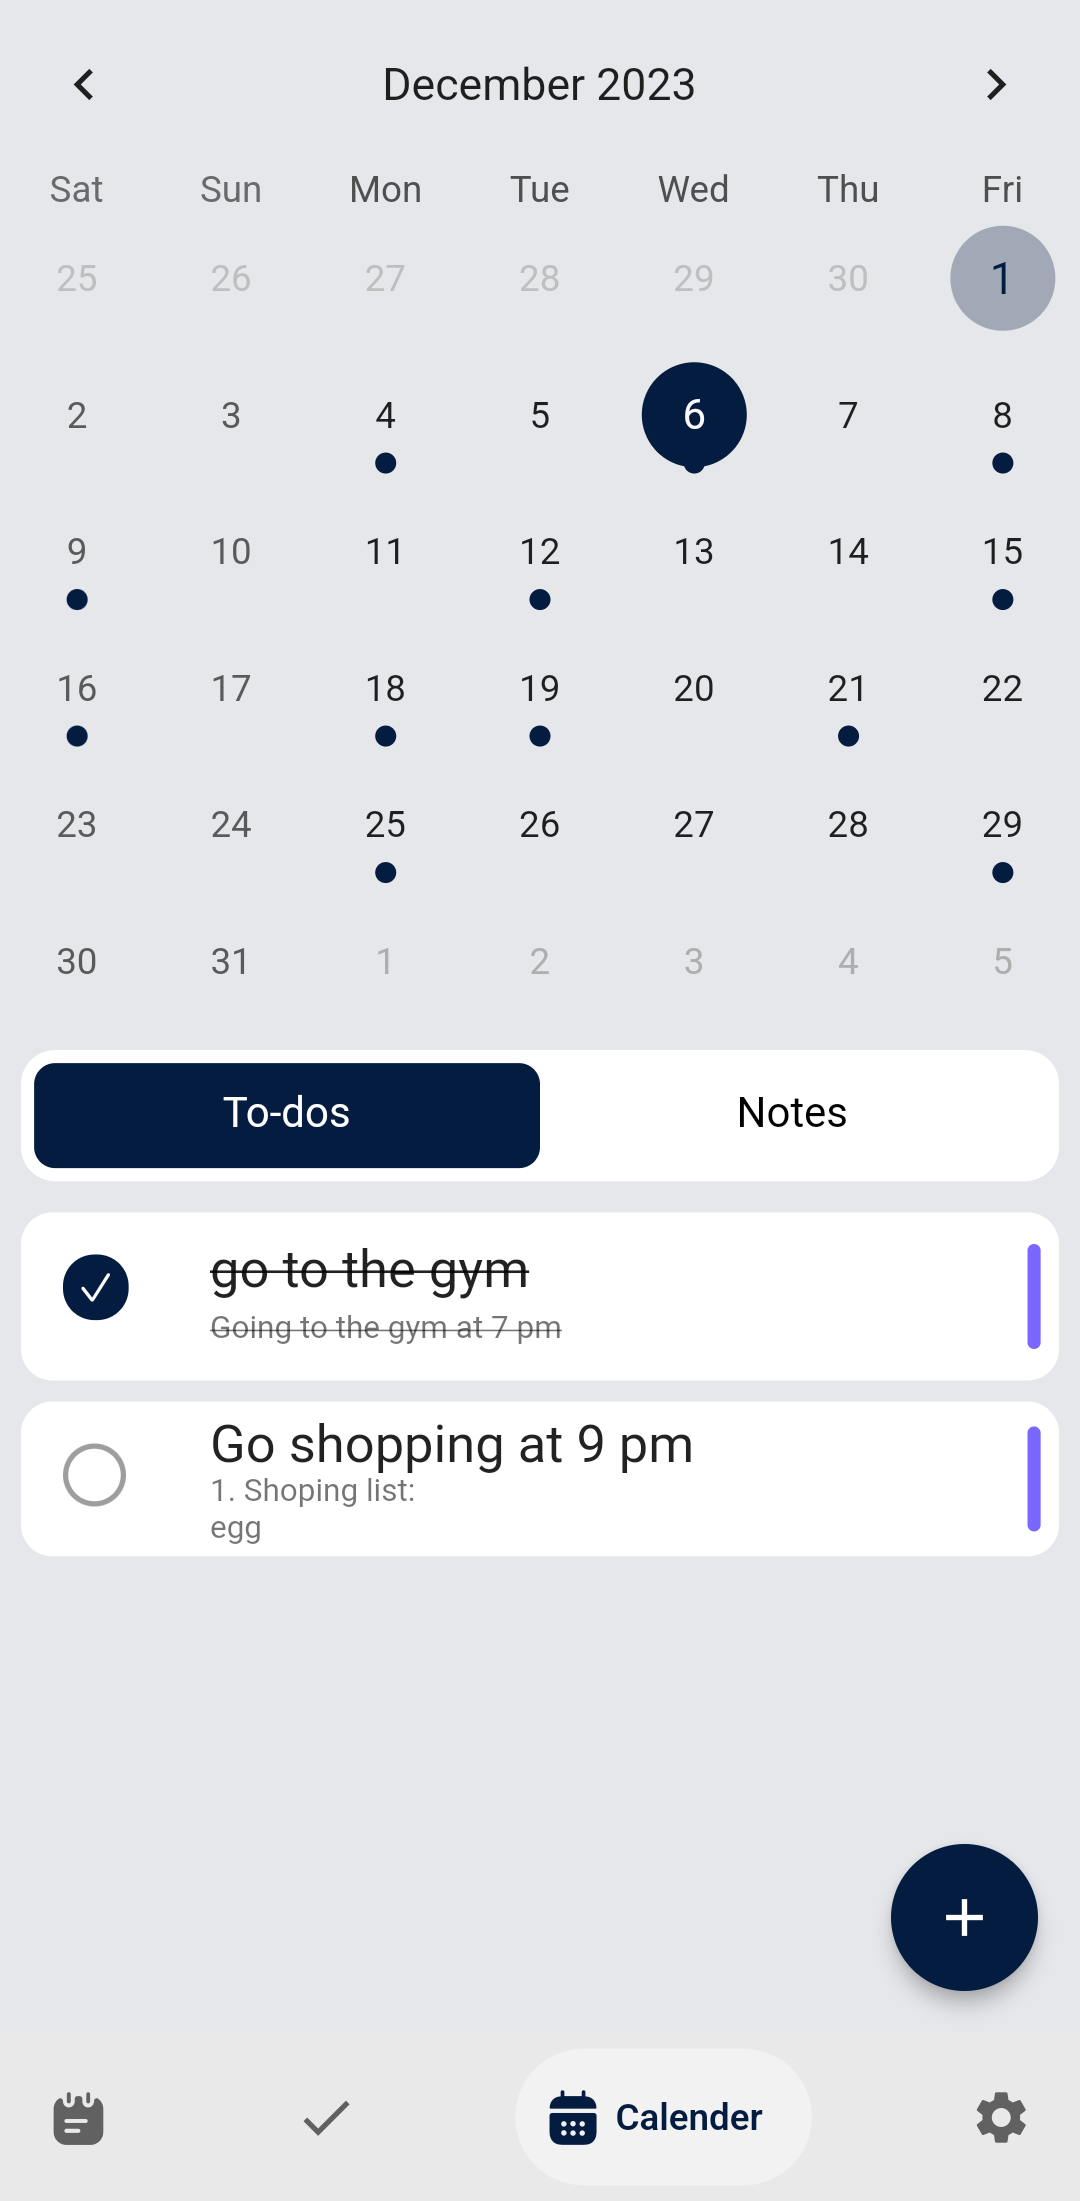 December 2023
Sat Sun Mon Tue Wed Thu Fri
25 26 27 28 29 30 1
2 3 4 5 6 7 8
9 10 11 12 13 14 15
16 17 18 19 20 21 22
23 24 25 26 27 28 29
30 31 1 2 3 4 5
To-dos Notes
go to the gym
Going to the gym at 7 pm
Go shopping at 9 pm
1. Shoping list:
egg
Calender